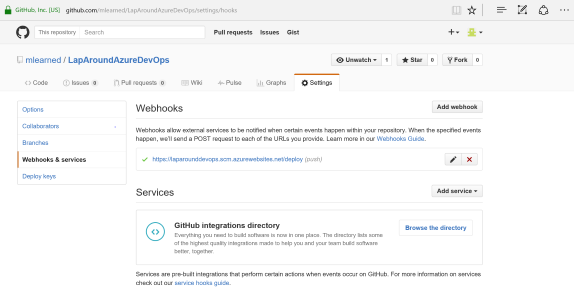 GitHub, Inc. [US] github.com/mlearned/LapAroundAzureDevOps/settings/hooks
This repository Search Pull requests Issues Gist
mlearned / LapAroundAzureDevOps Unwatch 1 Star 0 Fork 0
Code Issues 0 Pull requests 0 Wiki Pulse Graphs Settings
Options
Collaborators
Branches
Webhooks & services
Deploy keys
Webhooks Add webhook
Webhooks allow external services to be notified when certain events happen within your repository. When the specified events
happen, we'll send a POST request to each of the URLs you provide. Learn more in our Webhooks Guide.
https://laparounddevops.scm.azurewebsites.net/deploy (push)
Services Add service
GitHub integrations directory
Everything you need to build software is now in one place. The directory lists some
of the highest quality integrations made to help you and your team build software
better, together.
Browse the directory
Services are pre-built integrations that perform certain actions when events occur on GitHub. For more information on services
check out our service hooks guide.